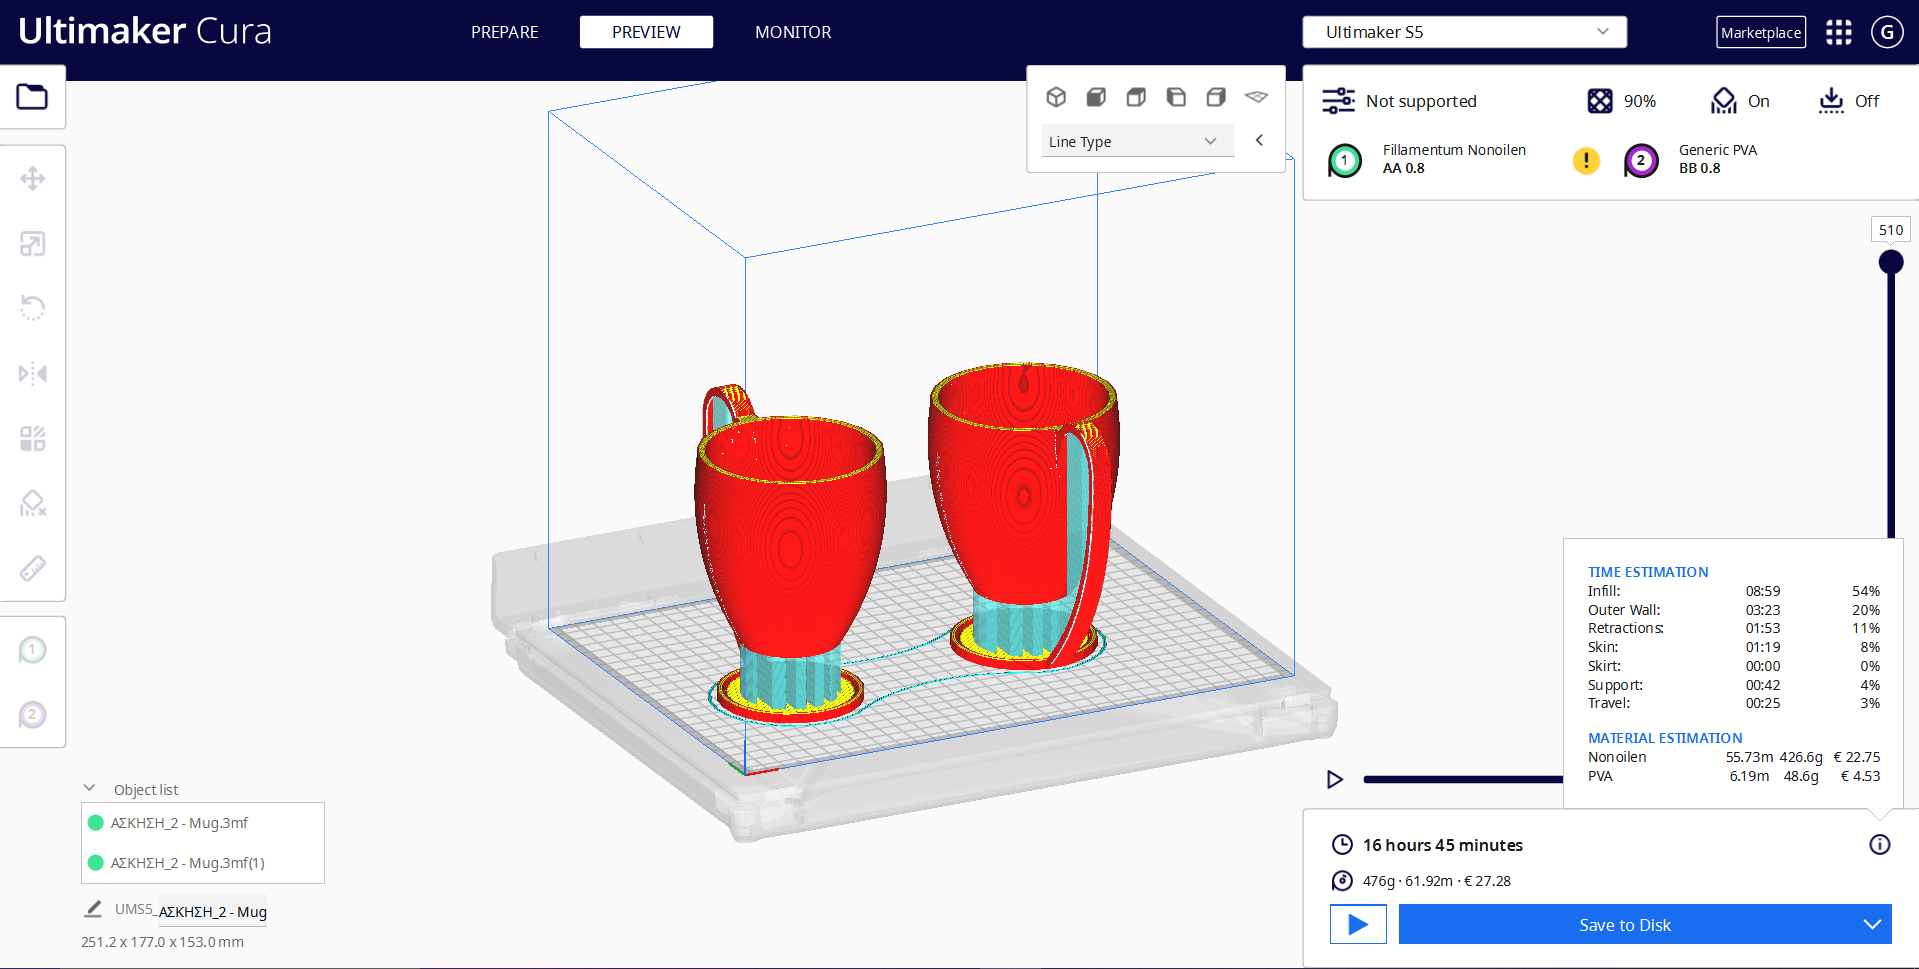 Ultimaker Cura
PREPARE
PREVIEW
MONITOR
Ultimaker S5
Marketplace
G
Line Type
Not supported
90%
On
Off
1
Fillamentum Nonoilen
AA 0.8
!
2
Generic PVA
BB 0.8
510
1
2
TIME ESTIMATION
Infill: 08:59 54%
Outer Wall: 03:23 20%
Retractions: 01:53 11%
Skin: 01:19 8%
Skirt: 00:00 0%
Support: 00:42 4%
Travel: 00:25 3%
MATERIAL ESTIMATION
Nonoilen 55.73m 426.6g € 22.75
PVA 6.19m 48.6g € 4.53
Object list
ΑΣΚΗΣΗ_2 - Mug.3mf
ΑΣΚΗΣΗ_2 - Mug.3mf(1)
UMS5_ΑΣΚΗΣΗ_2 - Mug
251.2 x 177.0 x 153.0 mm
16 hours 45 minutes
476g · 61.92m · € 27.28
Save to Disk